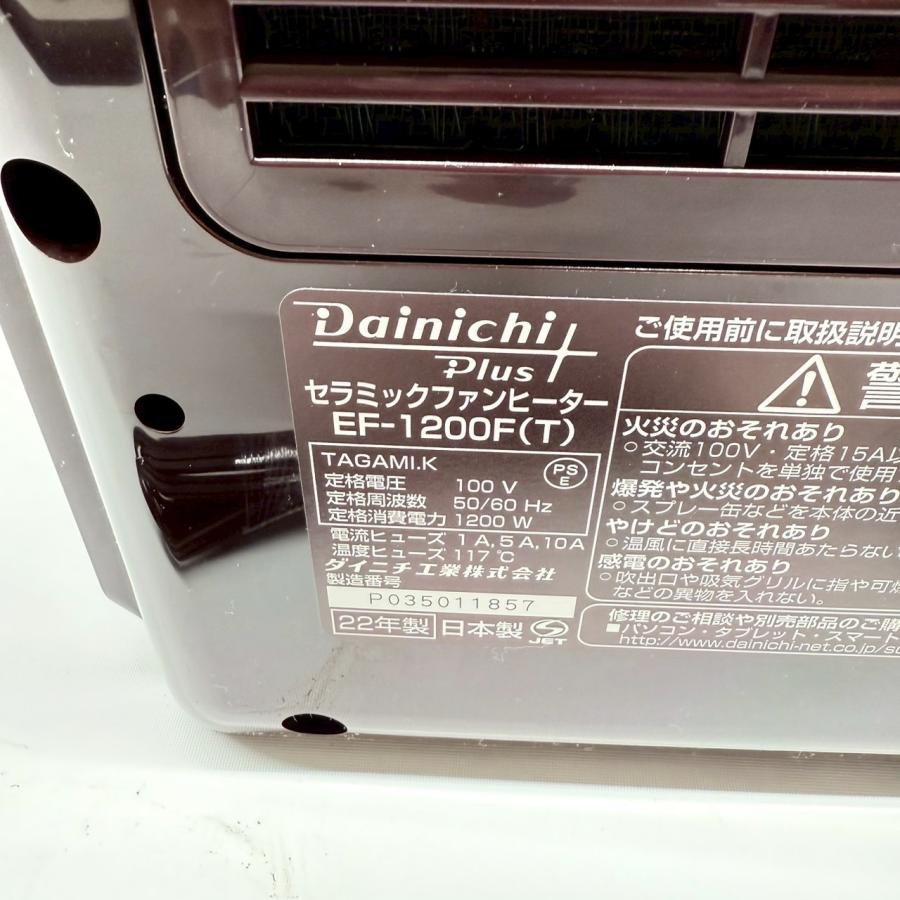 Dainichi
Plus
セラミックファンヒーター
EF-1200F(T)
TAGAMI.K
PS
E
定格電圧 100 V
定格周波数 50/60 Hz
定格消費電力 1200 W
電流ヒューズ 1 A, 5 A, 10A
温度ヒューズ 117 ℃
ダイニチ工業株式会社
製造番号
P035011857
22年製 日本製 JET
ご使用前に取扱説明
警
火災のおそれあり
○交流100V・定格15A以
コンセントを単独で使用
爆発や火災のおそれあり
○スプレー缶などを本体の近
やけどのおそれあり
○温風に直接長時間あたらない
感電のおそれあり
○吹出口や吸気グリルに指や可燃
などの異物を入れない。
修理のご相談や別売部品のご購
■パソコン・タブレット・スマート
http://www.dainichi-net.co.jp/su